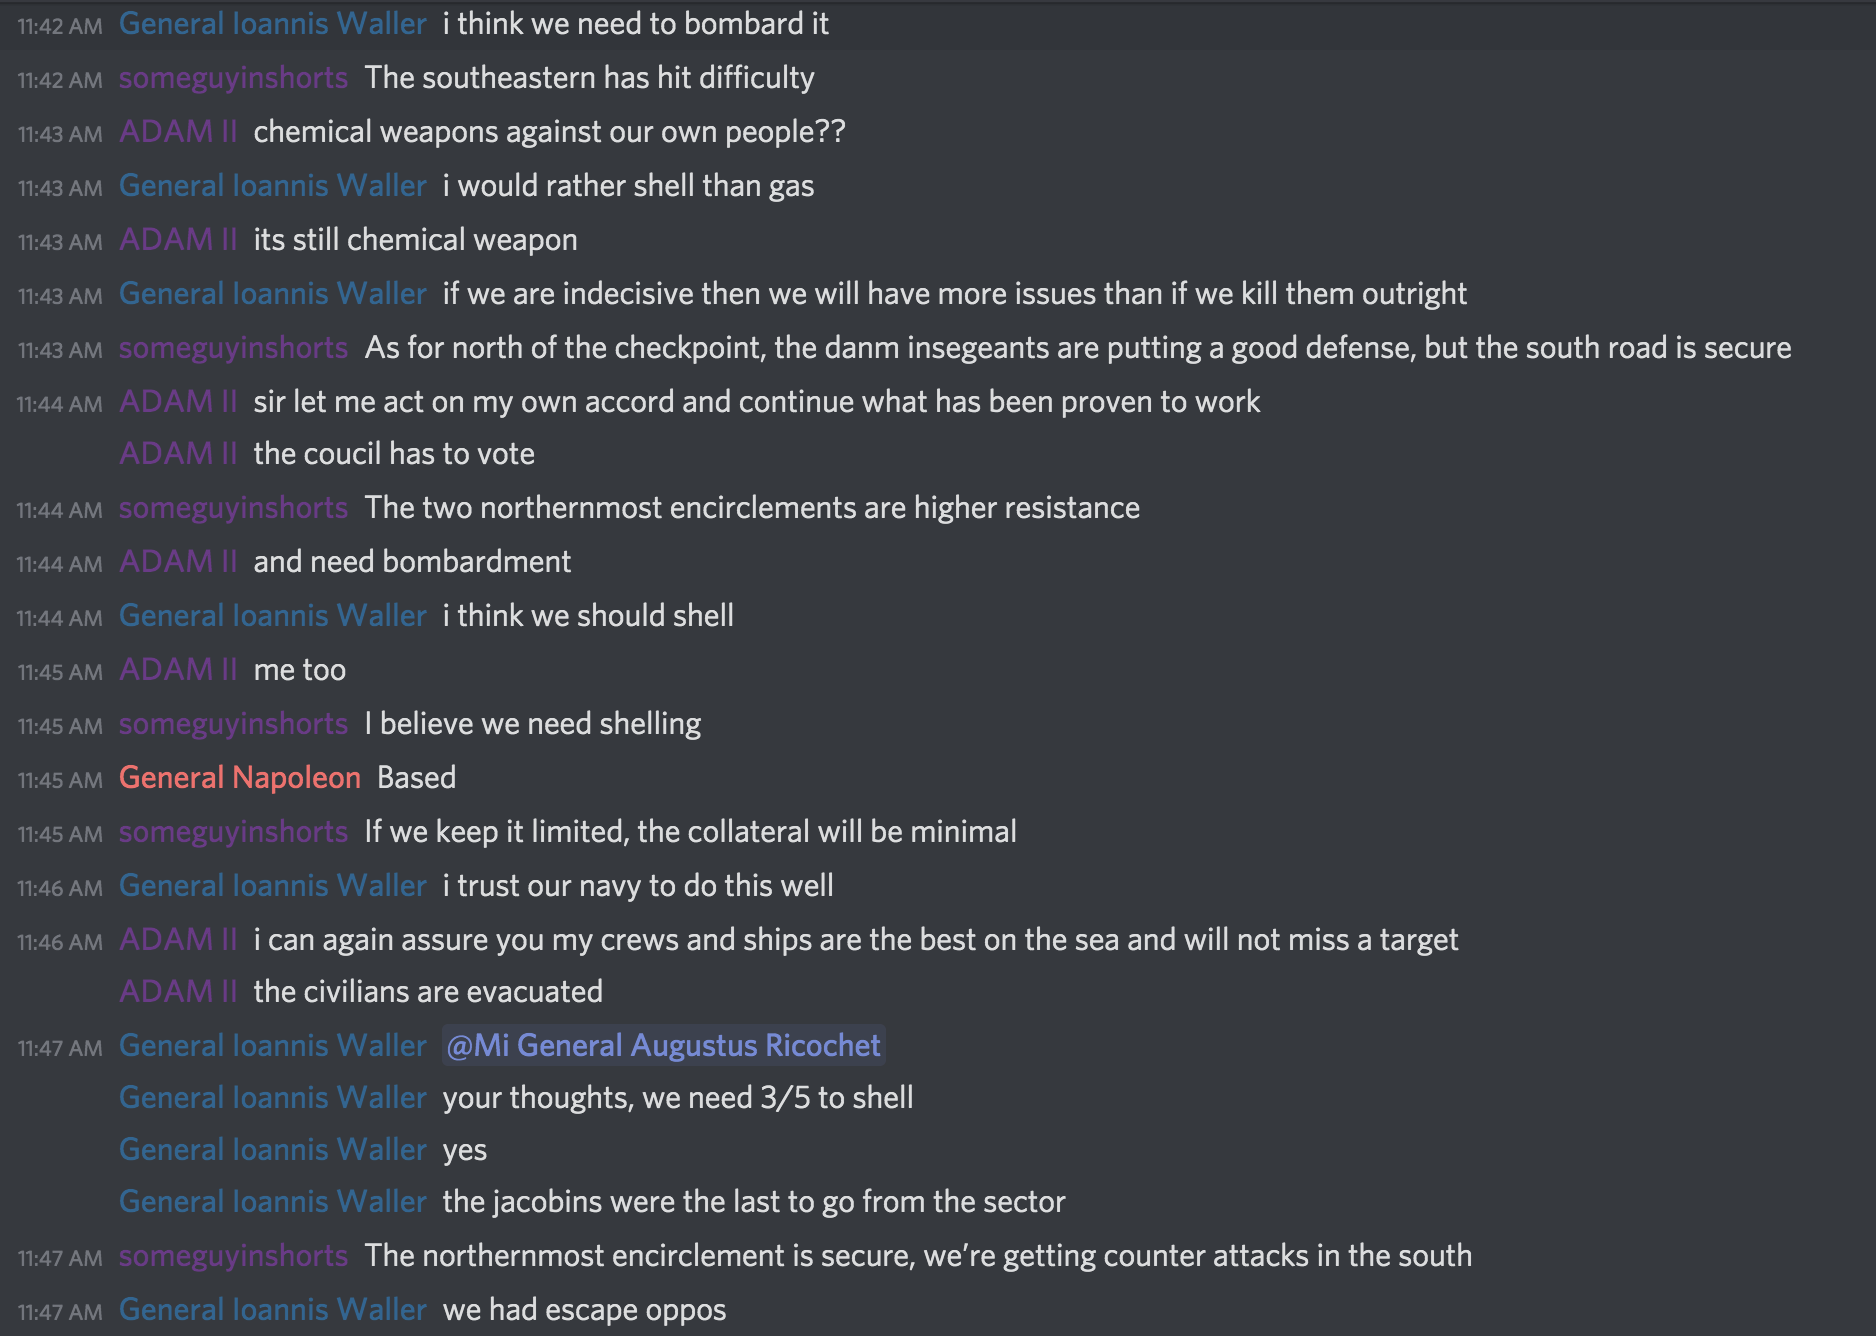 11:42 AM General Ioannis Waller i think we need to bombard it
11:42 AM someguyinshorts The southeastern has hit difficulty
11:43 AM ADAM II chemical weapons against our own people??
11:43 AM General Ioannis Waller i would rather shell than gas
11:43 AM ADAM II its still chemical weapon
11:43 AM General Ioannis Waller if we are indecisive then we will have more issues than if we kill them outright
11:43 AM someguyinshorts As for north of the checkpoint, the danm insegeants are putting a good defense, but the south road is secure
11:44 AM ADAM II sir let me act on my own accord and continue what has been proven to work
ADAM II the coucil has to vote
11:44 AM someguyinshorts The two northernmost encirclements are higher resistance
11:44 AM ADAM II and need bombardment
11:44 AM General Ioannis Waller i think we should shell
11:45 AM ADAM II me too
11:45 AM someguyinshorts I believe we need shelling
11:45 AM General Napoleon Based
11:45 AM someguyinshorts If we keep it limited, the collateral will be minimal
11:46 AM General Ioannis Waller i trust our navy to do this well
11:46 AM ADAM II i can again assure you my crews and ships are the best on the sea and will not miss a target
ADAM II the civilians are evacuated
11:47 AM General Ioannis Waller @Mi General Augustus Ricochet
General Ioannis Waller your thoughts, we need 3/5 to shell
General Ioannis Waller yes
General Ioannis Waller the jacobins were the last to go from the sector
11:47 AM someguyinshorts The northernmost encirclement is secure, we're getting counter attacks in the south
11:47 AM General Ioannis Waller we had escape oppos